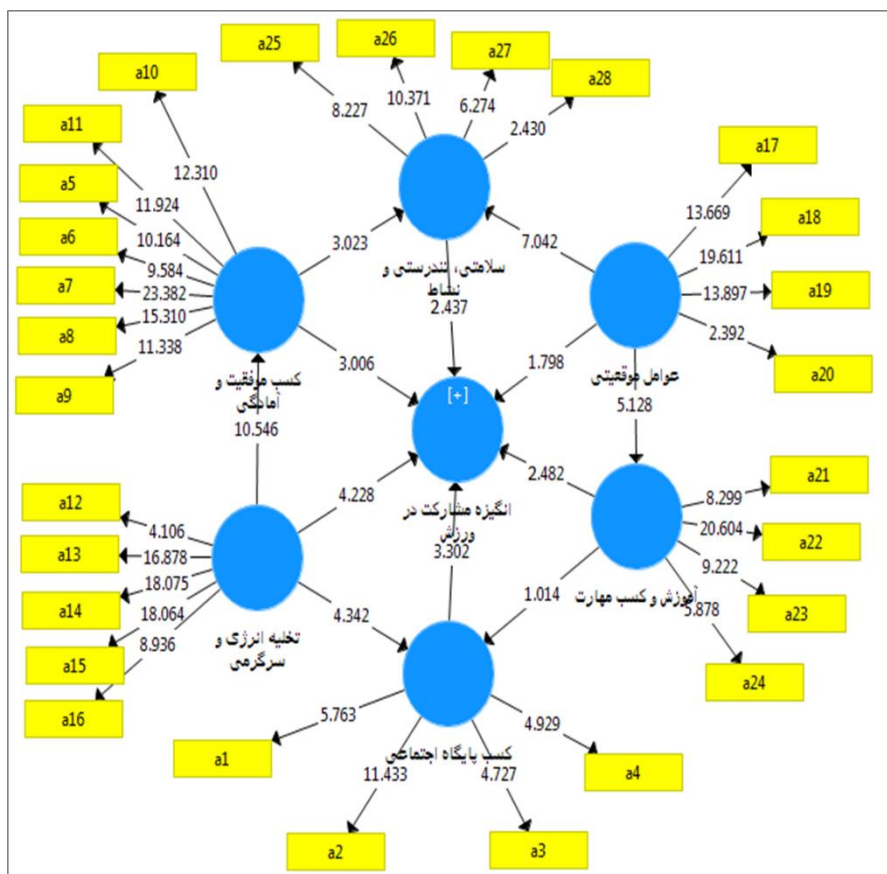 a25
a26
a27
a28
a10
a11
a5
a6
a7
a8
a9
a17
a18
a19
a20
8.227
10.371
6.274
2.430
12.310
11.924
10.164
9.584
23.382
15.310
11.338
13.669
19.611
13.897
2.392
3.023
7.042
سلامتی، تندرستی و
نشاط
2.437
3.006
1.798
کسب موفقیت و
آمادگی
عوامل موقعیتی
10.546
5.128
[+]
انگیزه مشارکت در
ورزش
4.228
2.482
3.302
a12
a13
a14
a15
a16
4.106
16.878
18.075
18.064
8.936
تخلیه انرژی و
سرگرمی
4.342
1.014
آموزش و کسب مهارت
8.299
20.604
9.222
5.878
a21
a22
a23
a24
کسب پایگاه اجتماعی
5.763
11.433
4.727
4.929
a1
a2
a3
a4